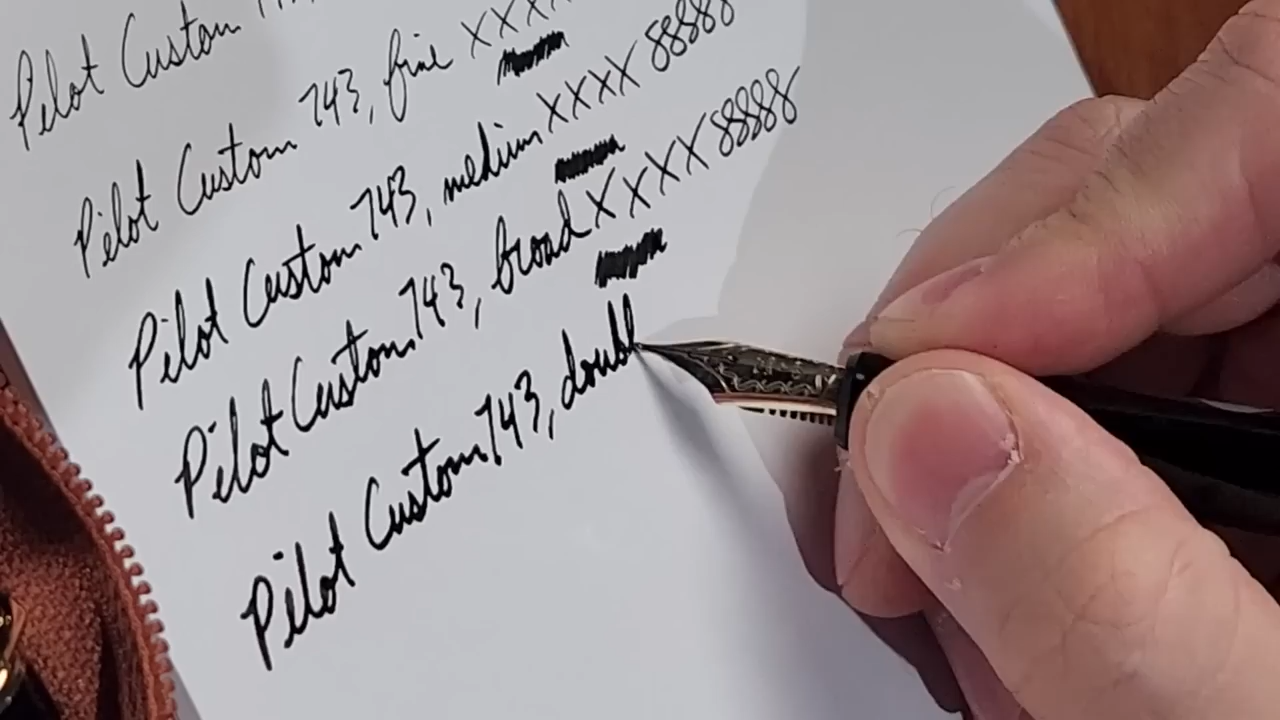 Pilot Custom
Pilot Custom 743, fine XXXX
Pilot Custom 743, medium XXXX 88888
Pilot Custom 743, broad XXXX 88888
Pilot Custom 743, doubl